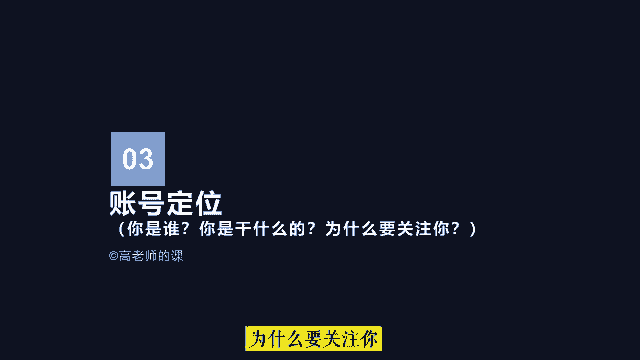 03
账号定位
（你是谁？你是干什么的？为什么要关注你？）
©高老师的课
为什么要关注你